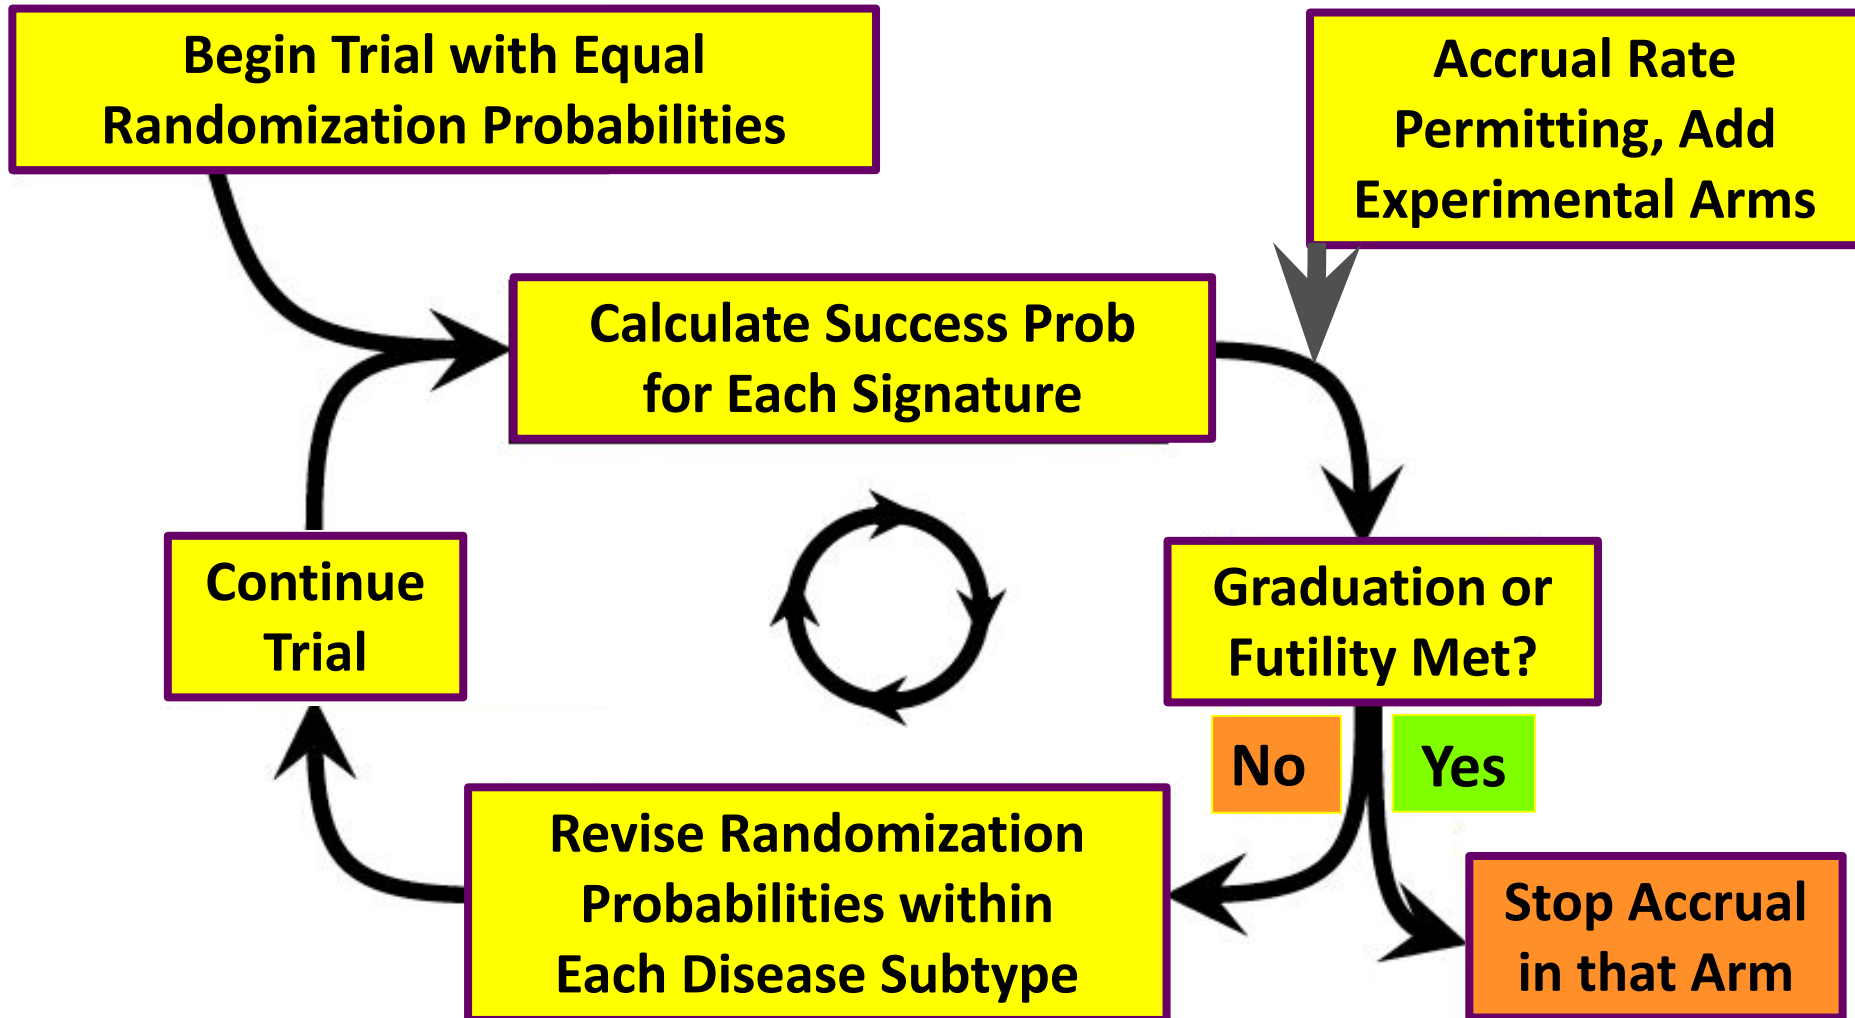 Begin Trial with Equal
Randomization Probabilities
Accrual Rate
Permitting, Add
Experimental Arms
Calculate Success Prob
for Each Signature
Continue
Trial
Graduation or
Futility Met?
No
Yes
Revise Randomization
Probabilities within
Each Disease Subtype
Stop Accrual
in that Arm